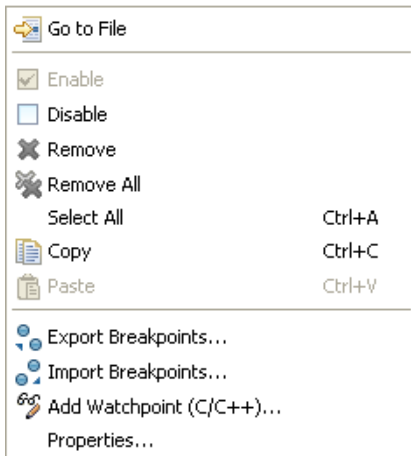 Go to File
Enable
Disable
Remove
Remove All
Select All Ctrl+A
Copy Ctrl+C
Paste Ctrl+V
Export Breakpoints...
Import Breakpoints...
Add Watchpoint (C/C++)...
Properties...